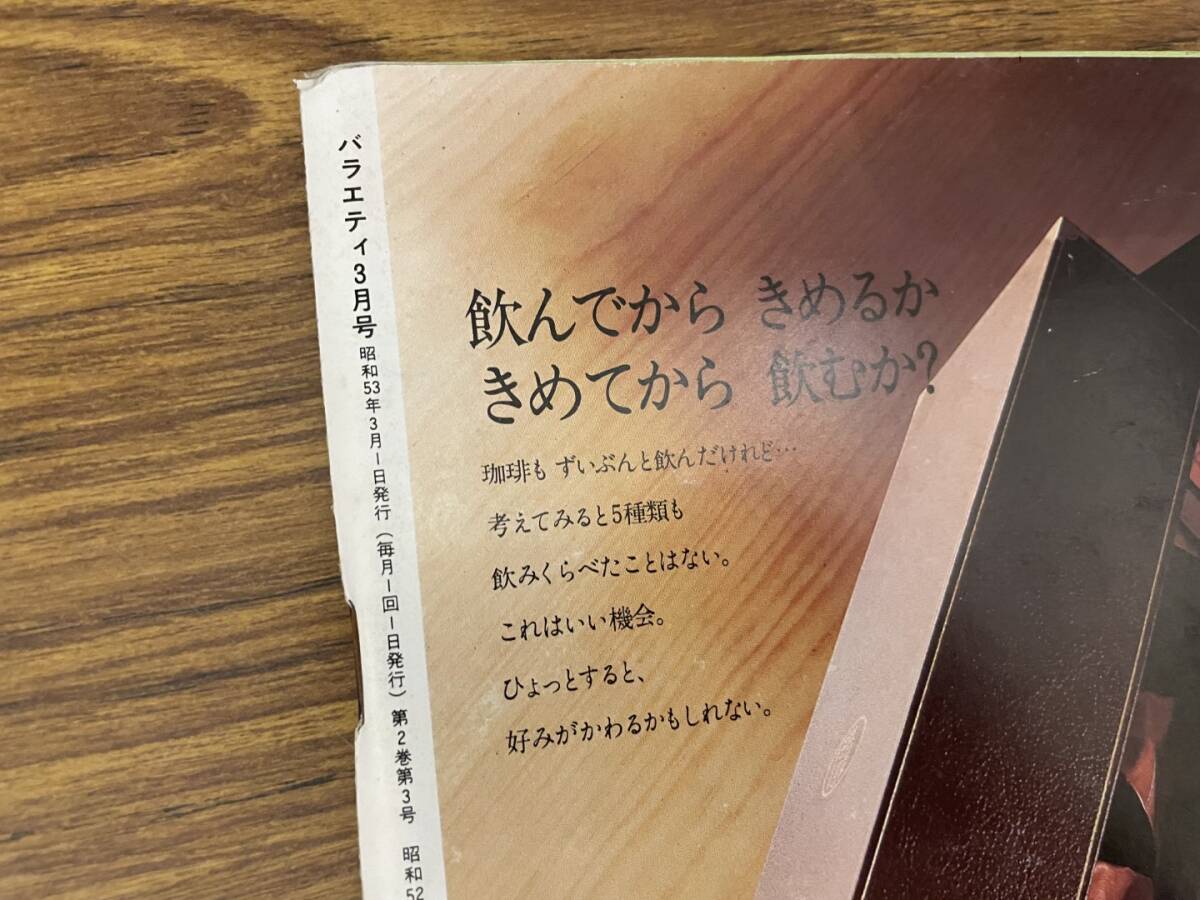 バラエティ3月号 昭和53年3月1日発行(毎月1回1日発行)第2巻第3号 昭和52
飲んでから きめるか
きめてから 飲むか?
珈琲も ずいぶんと飲んだけれど…
考えてみると5種類も
飲みくらべたことはない。
これはいい機会。
ひょっとすると、
好みがかわるかもしれない。